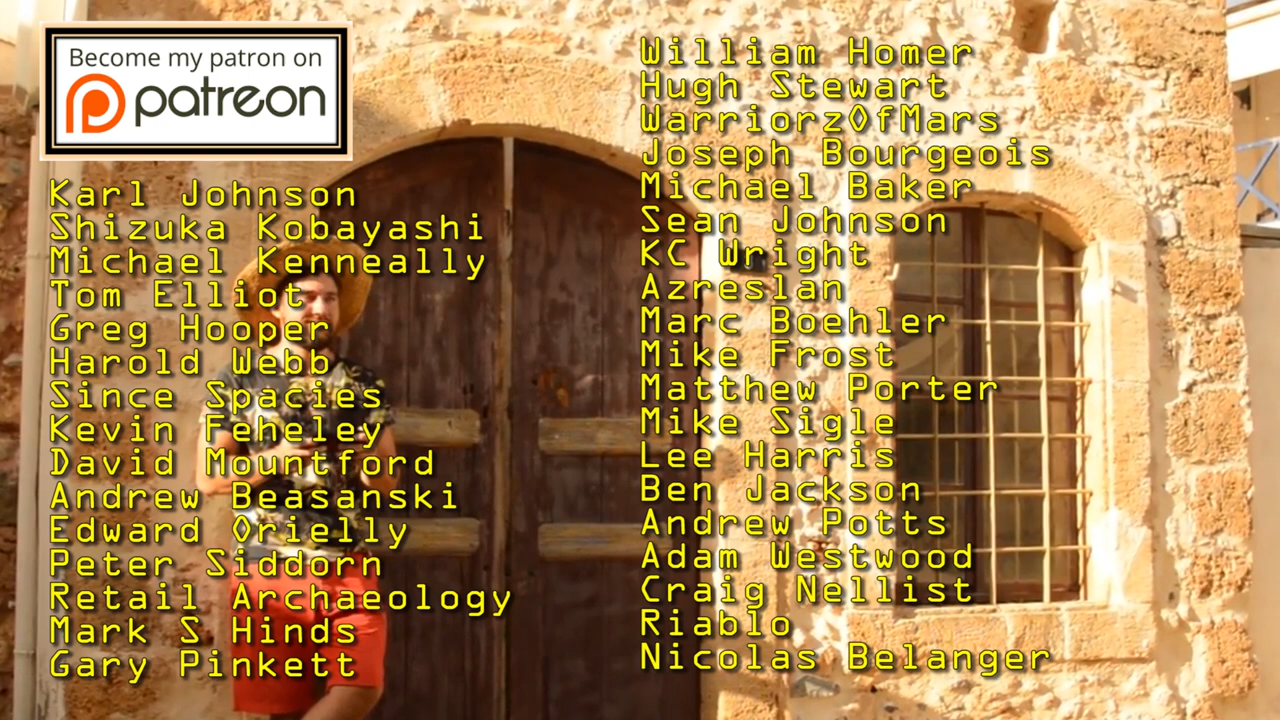 Become my patron on
patreon
Karl Johnson
Shizuka Kobayashi
Michael Kenneally
Tom Elliot
Greg Hooper
Harold Webb
Since Spacies
Kevin Feheley
David Mountford
Andrew Beasanski
Edward Orielly
Peter Siddorn
Retail Archaeology
Mark S Hinds
Gary Pinkett
William Homer
Hugh Stewart
WarriorzOfMars
Joseph Bourgeois
Michael Baker
Sean Johnson
KC Wright
Azreslan
Marc Boehler
Mike Frost
Matthew Porter
Mike Sigle
Lee Harris
Ben Jackson
Andrew Potts
Adam Westwood
Craig Nellist
Riablo
Nicolas Belanger